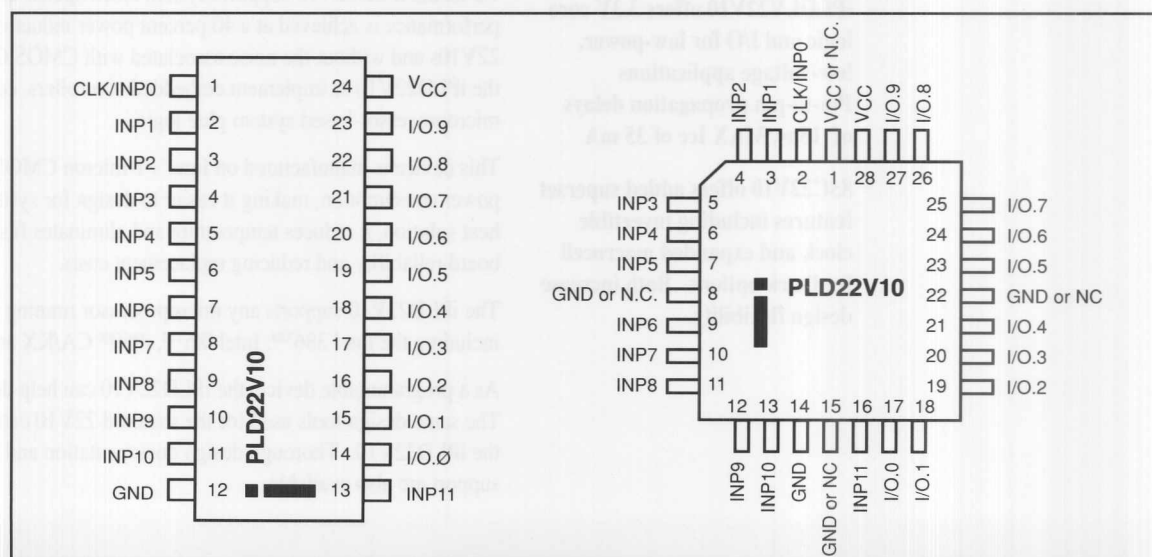 CLK/INP0 1 24 VCC
INP1 2 23 I/O.9
INP2 3 22 I/O.8
INP3 4 21 I/O.7
INP4 5 20 I/O.6
INP5 6 19 I/O.5
INP6 7 18 I/O.4
INP7 8 17 I/O.3
INP8 9 16 I/O.2
INP9 10 15 I/O.1
INP10 11 14 I/O.Ø
GND 12 13 INP11
iPLD22V10
INP2 INP1 CLK/INP0 VCC or N.C. VCC I/O.9 I/O.8
4 3 2 1 28 27 26
INP3 5 25 I/O.7
INP4 6 24 I/O.6
INP5 7 23 I/O.5
GND or N.C. 8 22 GND or NC
INP6 9 21 I/O.4
INP7 10 20 I/O.3
INP8 11 19 I/O.2
iPLD22V10
12 13 14 15 16 17 18
INP9 INP10 GND GND or NC INP11 I/O.0 I/O.1